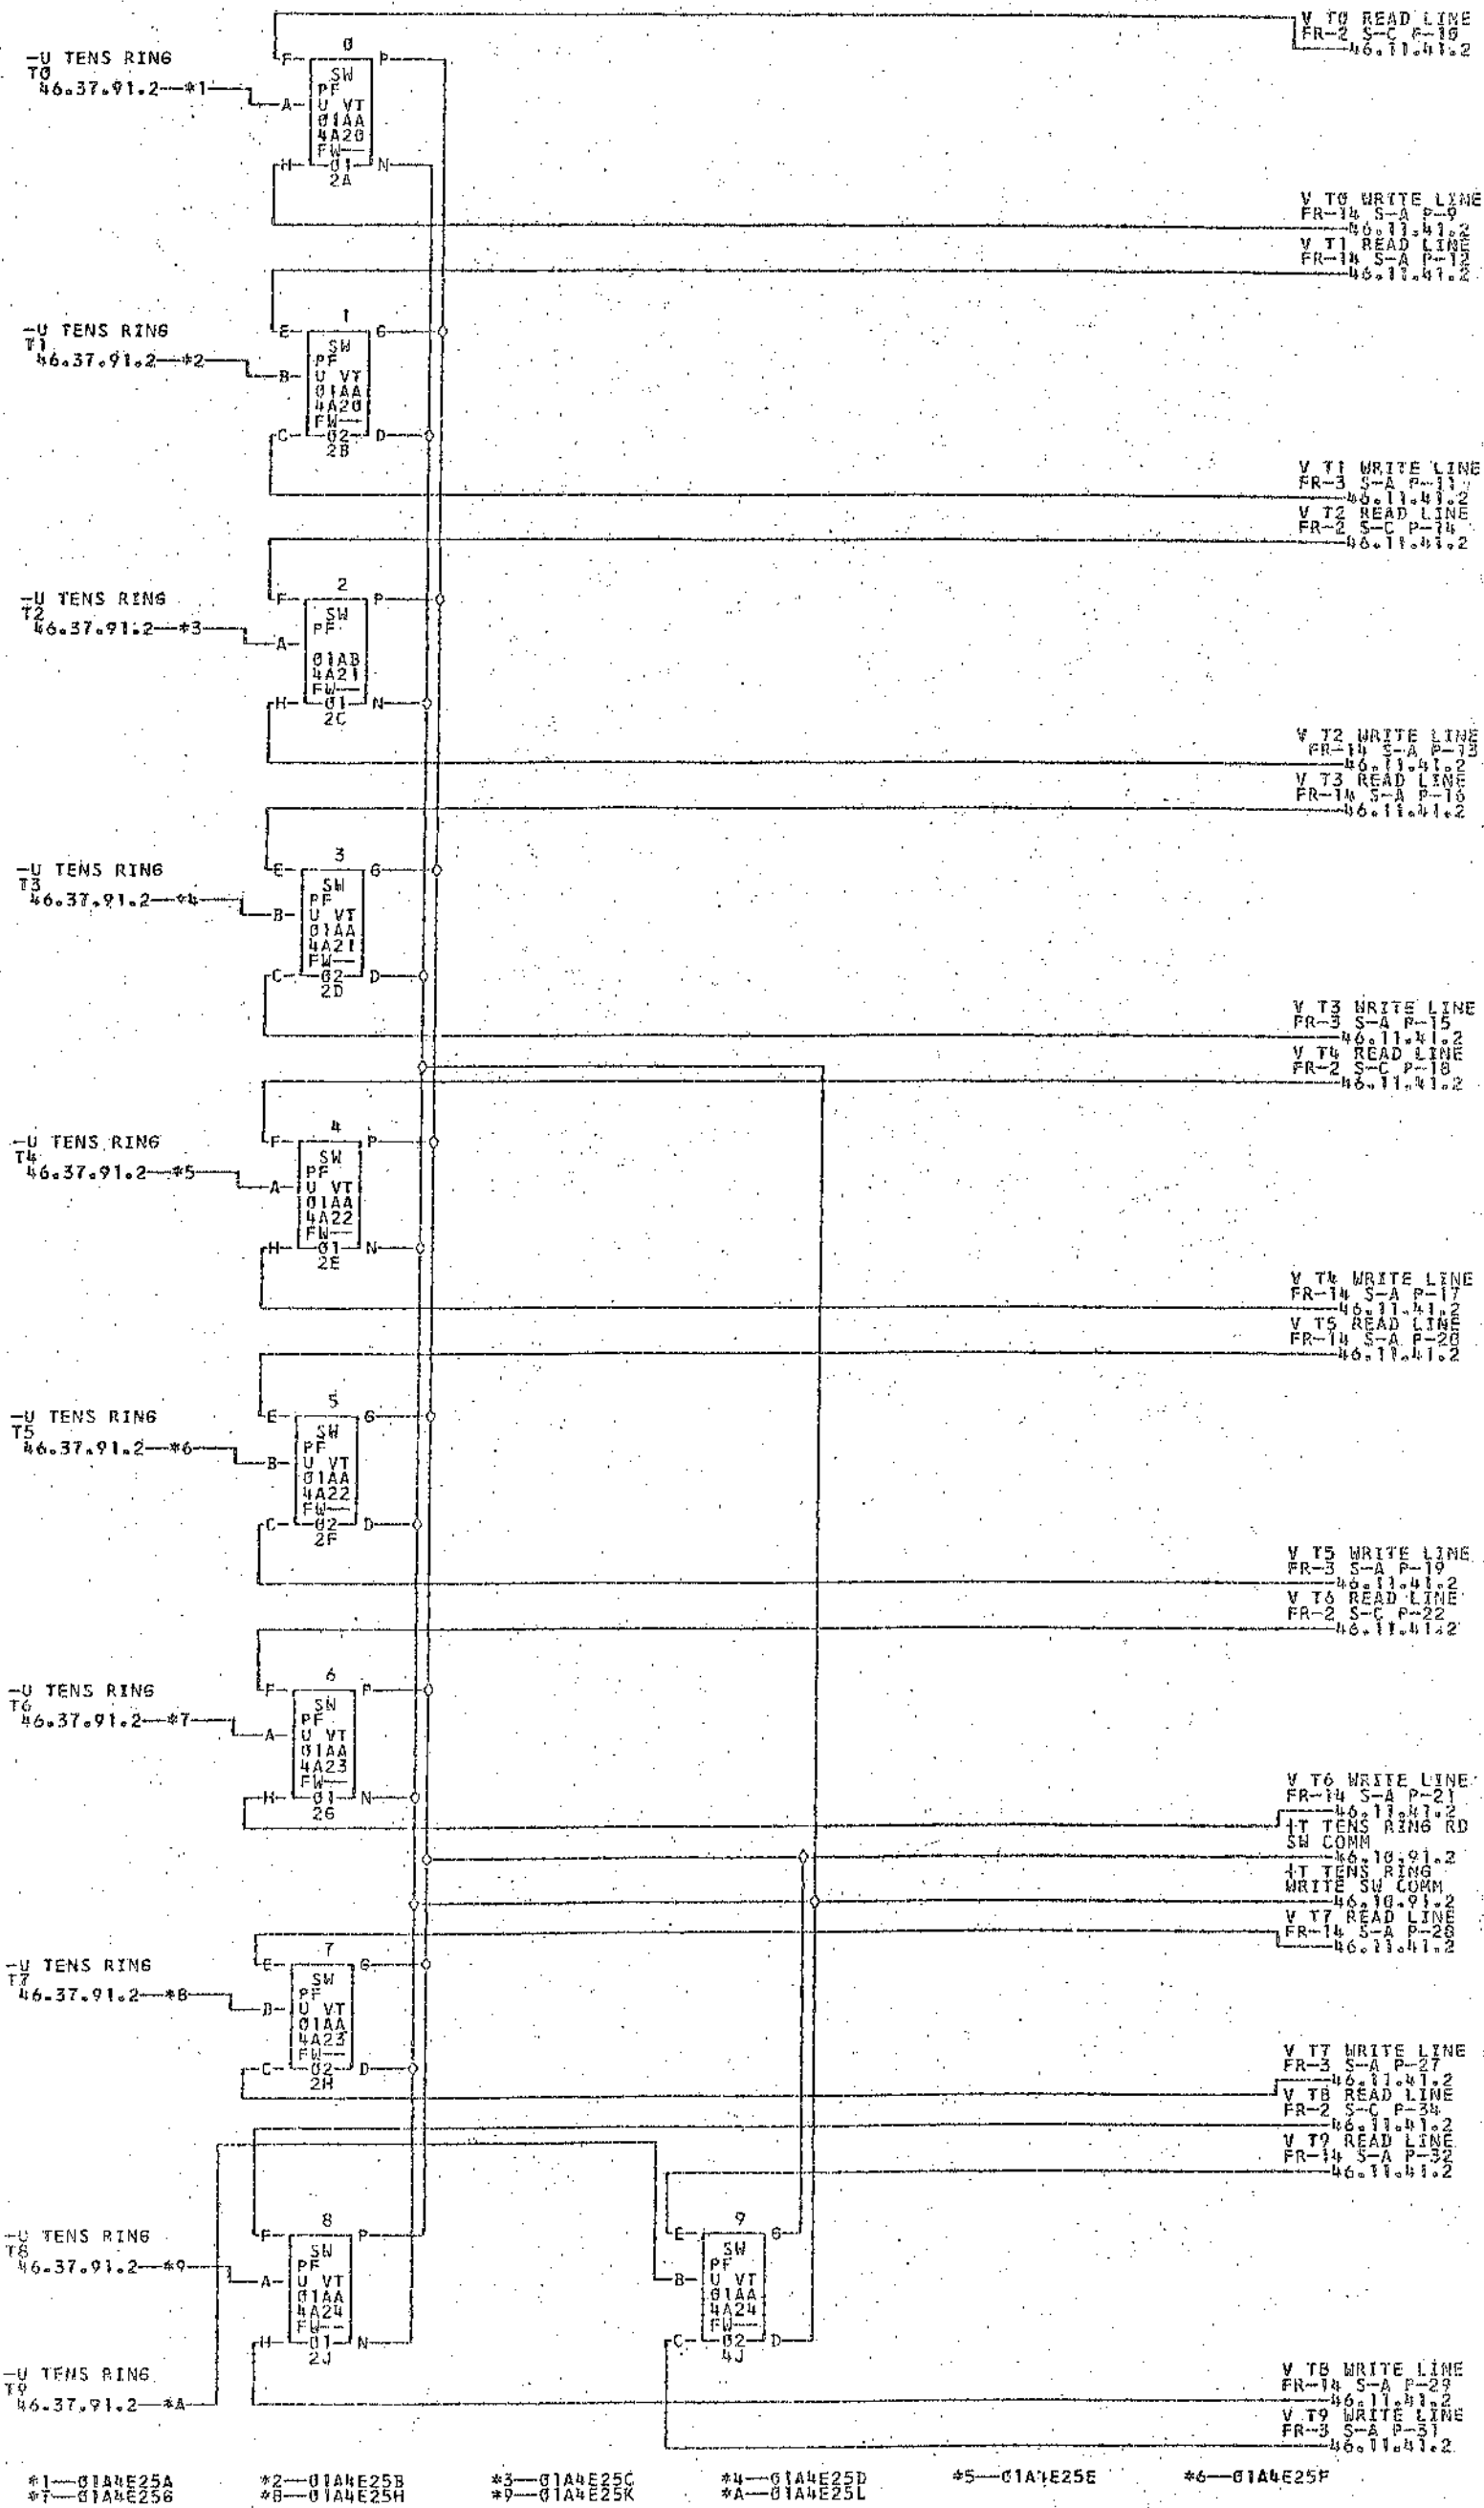 V T0 READ LINE
FR-2 S-C P-10
46.11.41.2
-U TENS RING
T0
46.37.91.2--*1
0
F P
SW
PF
A U VT
01AA
4A20
FW--
H 01 N
2A
V T0 WRITE LINE
FR-14 S-A P-9
46.11.41.2
V T1 READ LINE
FR-14 S-A P-12
46.11.41.2
-U TENS RING
T1
46.37.91.2--*2
1
E G
SW
PF
B U VT
01AA
4A20
FW--
C 02 D
2B
V T1 WRITE LINE
FR-3 S-A P-11
46.11.41.2
V T2 READ LINE
FR-2 S-C P-14
46.11.41.2
-U TENS RING
T2
46.37.91.2--*3
2
F P
SW
PF
A
01AB
4A21
FW--
H 01 N
2C
V T2 WRITE LINE
FR-14 S-A P-13
46.11.41.2
V T3 READ LINE
FR-14 S-A P-16
46.11.41.2
-U TENS RING
T3
46.37.91.2--*4
3
E G
SW
PF
B U VT
01AA
4A21
FW--
C 02 D
2D
V T3 WRITE LINE
FR-3 S-A P-15
46.11.41.2
V T4 READ LINE
FR-2 S-C P-18
46.11.41.2
-U TENS RING
T4
46.37.91.2--*5
4
F P
SW
PF
A U VT
01AA
4A22
FW--
H 01 N
2E
V T4 WRITE LINE
FR-14 S-A P-17
46.11.41.2
V T5 READ LINE
FR-14 S-A P-20
46.11.41.2
-U TENS RING
T5
46.37.91.2--*6
5
E G
SW
PF
B U VT
01AA
4A22
FW--
C 02 D
2F
V T5 WRITE LINE
FR-3 S-A P-19
46.11.41.2
V T6 READ LINE
FR-2 S-C P-22
46.11.41.2
-U TENS RING
T6
46.37.91.2--*7
6
F P
SW
PF
A U VT
01AA
4A23
FW--
H 01 N
2G
V T6 WRITE LINE
FR-14 S-A P-21
46.11.41.2
+T TENS RING RD
SW COMM
46.10.91.2
+T TENS RING
WRITE SW COMM
46.10.91.2
V T7 READ LINE
FR-14 S-A P-28
46.11.41.2
-U TENS RING
T7
46.37.91.2--*8
7
E G
SW
PF
B U VT
01AA
4A23
FW--
C 02 D
2H
V T7 WRITE LINE
FR-3 S-A P-27
46.11.41.2
V T8 READ LINE
FR-2 S-C P-34
46.11.41.2
V T9 READ LINE
FR-14 S-A P-32
46.11.41.2
-U TENS RING
T8
46.37.91.2--*9
8
F P
SW
PF
A U VT
01AA
4A24
FW--
H 01 N
2J
9
E G
SW
PF
B U VT
01AA
4A24
FW--
C 02 D
4J
-U TENS RING
T9
46.37.91.2--*A
V T8 WRITE LINE
FR-14 S-A P-29
46.11.41.2
V T9 WRITE LINE
FR-3 S-A P-31
46.11.41.2
*1--01A4E25A *2--01A4E25B *3--01A4E25C *4--01A4E25D *5--01A4E25E *6--01A4E25F
*7--01A4E25G *8--01A4E25H *9--01A4E25K *A--01A4E25L